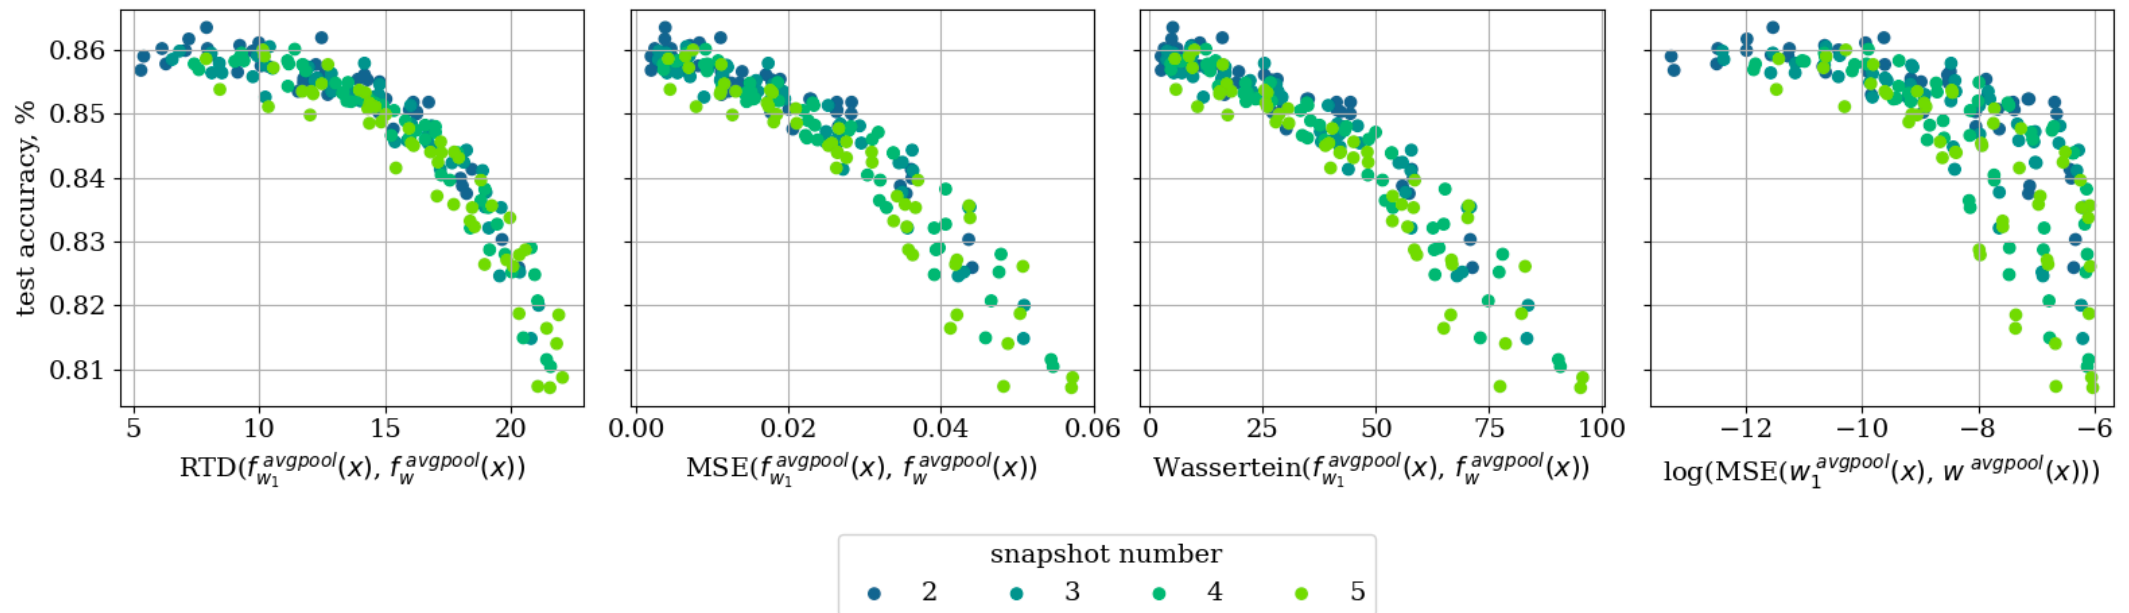 test accuracy, %
0.86
0.85
0.84
0.83
0.82
0.81
5 10 15 20
RTD(f_{w_1}^{avgpool}(x), f_w^{avgpool}(x))
0.00 0.02 0.04 0.06
MSE(f_{w_1}^{avgpool}(x), f_w^{avgpool}(x))
0 25 50 75 100
Wassertein(f_{w_1}^{avgpool}(x), f_w^{avgpool}(x))
−12 −10 −8 −6
log(MSE(w_1^{avgpool}(x), w^{avgpool}(x)))
snapshot number
2 3 4 5